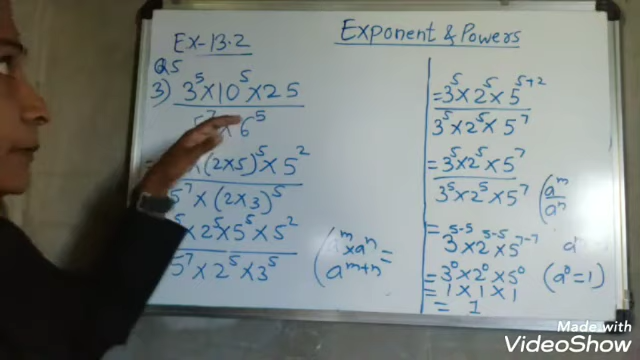 Exponent & Powers
Ex-13.2
Q5
3) 3⁵×10⁵×25
5⁷×6⁵
×(2×5)⁵×5²
5⁷×(2×3)⁵
⁵×2⁵×5⁵×5²
5⁷×2⁵×3⁵
(aᵐ×aⁿ=
aᵐ⁺ⁿ
=3⁵×2⁵×5⁵⁺²
3⁵×2⁵×5⁷
=3⁵×2⁵×5⁷
3⁵×2⁵×5⁷
(aᵐ
aⁿ
=3⁵⁻⁵×2⁵⁻⁵×5⁷⁻⁷
=3⁰×2⁰×5⁰ (a⁰=1)
=1×1×1
=1
Made with
VideoShow